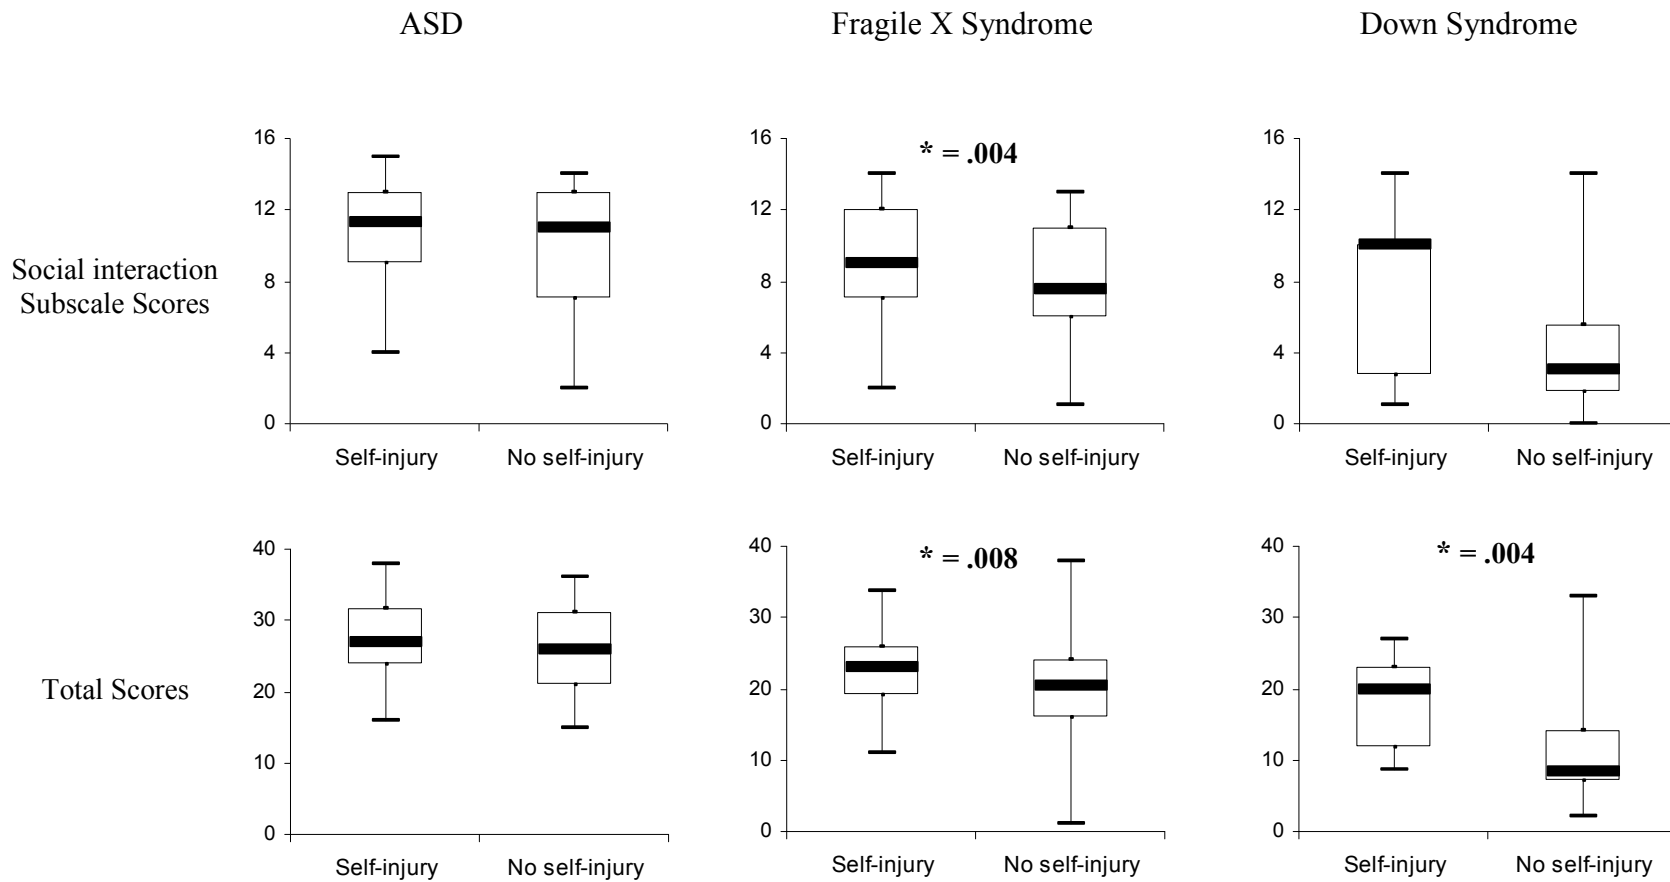 ASD
Fragile X Syndrome
Down Syndrome
Social interaction
Subscale Scores
16
12
8
4
0
Self-injury
No self-injury
16
12
8
4
0
* = .004
Self-injury
No self-injury
16
12
8
4
0
Self-injury
No self-injury
Total Scores
40
30
20
10
0
Self-injury
No self-injury
40
30
20
10
0
* = .008
Self-injury
No self-injury
40
30
20
10
0
* = .004
Self-injury
No self-injury